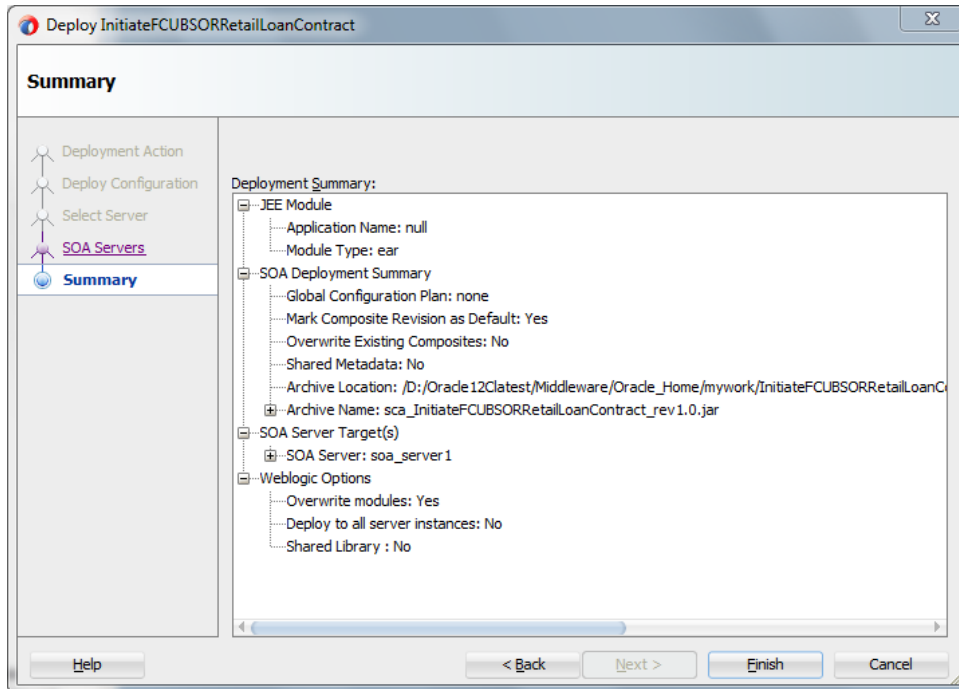 Deploy InitiateFCUBSORRetailLoanContract
Summary
Deployment Action
Deploy Configuration
Select Server
SOA Servers
Summary
Deployment Summary:
JEE Module
Application Name: null
Module Type: ear
SOA Deployment Summary
Global Configuration Plan: none
Mark Composite Revision as Default: Yes
Overwrite Existing Composites: No
Shared Metadata: No
Archive Location: /D:/Oracle12Clatest/Middleware/Oracle_Home/mywork/InitiateFCUBSORRetailLoanC
Archive Name: sca_InitiateFCUBSORRetailLoanContract_rev1.0.jar
SOA Server Target(s)
SOA Server: soa_server1
Weblogic Options
Overwrite modules: Yes
Deploy to all server instances: No
Shared Library : No
Help
< Back
Next >
Finish
Cancel